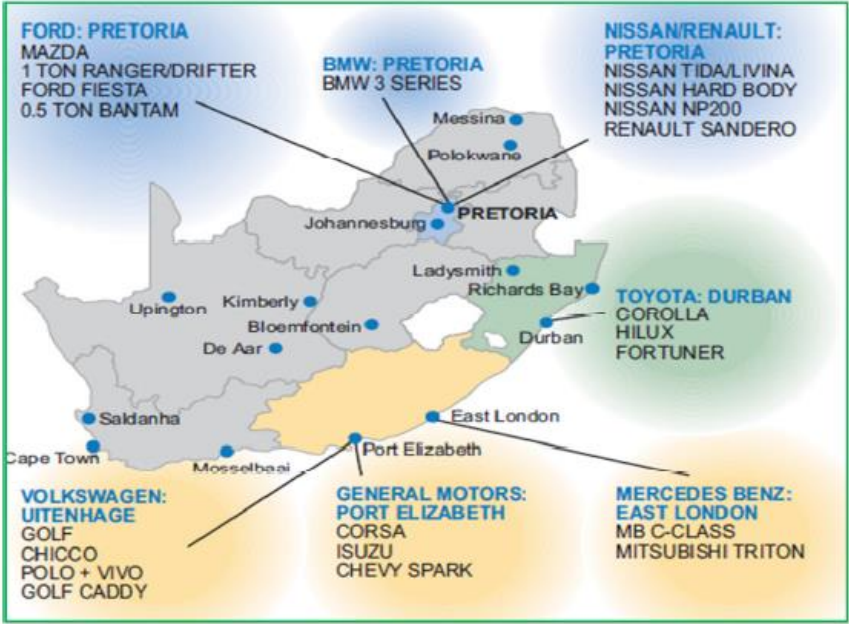 FORD: PRETORIA
MAZDA
1 TON RANGER/DRIFTER
FORD FIESTA
0.5 TON BANTAM
BMW: PRETORIA
BMW 3 SERIES
NISSAN/RENAULT:
PRETORIA
NISSAN TIDA/LIVINA
NISSAN HARD BODY
NISSAN NP200
RENAULT SANDERO
Messina
Polokwane
PRETORIA
Johannesburg
Ladysmith
Richards Bay
Upington
Kimberly
Bloemfontein
Durban
De Aar
TOYOTA: DURBAN
COROLLA
HILUX
FORTUNER
Saldanha
East London
Cape Town
Mosselbaai
Port Elizabeth
VOLKSWAGEN:
UITENHAGE
GOLF
CHICCO
POLO + VIVO
GOLF CADDY
GENERAL MOTORS:
PORT ELIZABETH
CORSA
ISUZU
CHEVY SPARK
MERCEDES BENZ:
EAST LONDON
MB C-CLASS
MITSUBISHI TRITON